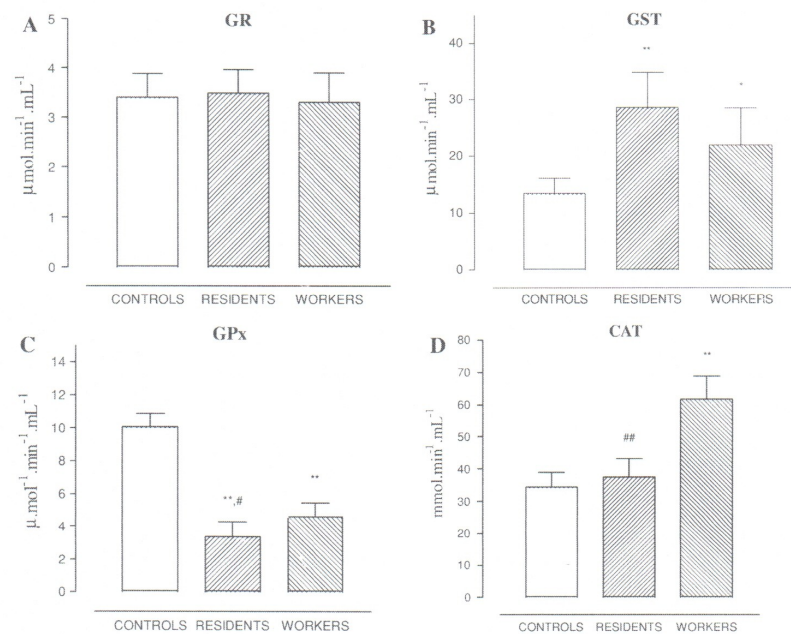 A
GR
5
4
3
2
1
0
μmol.min⁻¹.mL⁻¹
CONTROLS RESIDENTS WORKERS
B
GST
40
30
20
10
0
μmol.min⁻¹.mL⁻¹
**
*
CONTROLS RESIDENTS WORKERS
C
GPx
14
12
10
8
6
4
2
0
μ.mol⁻¹.min⁻¹.mL⁻¹
**,#
**
CONTROLS RESIDENTS WORKERS
D
CAT
80
70
60
50
40
30
20
10
0
mmol.min⁻¹.mL⁻¹
##
**
CONTROLS RESIDENTS WORKERS